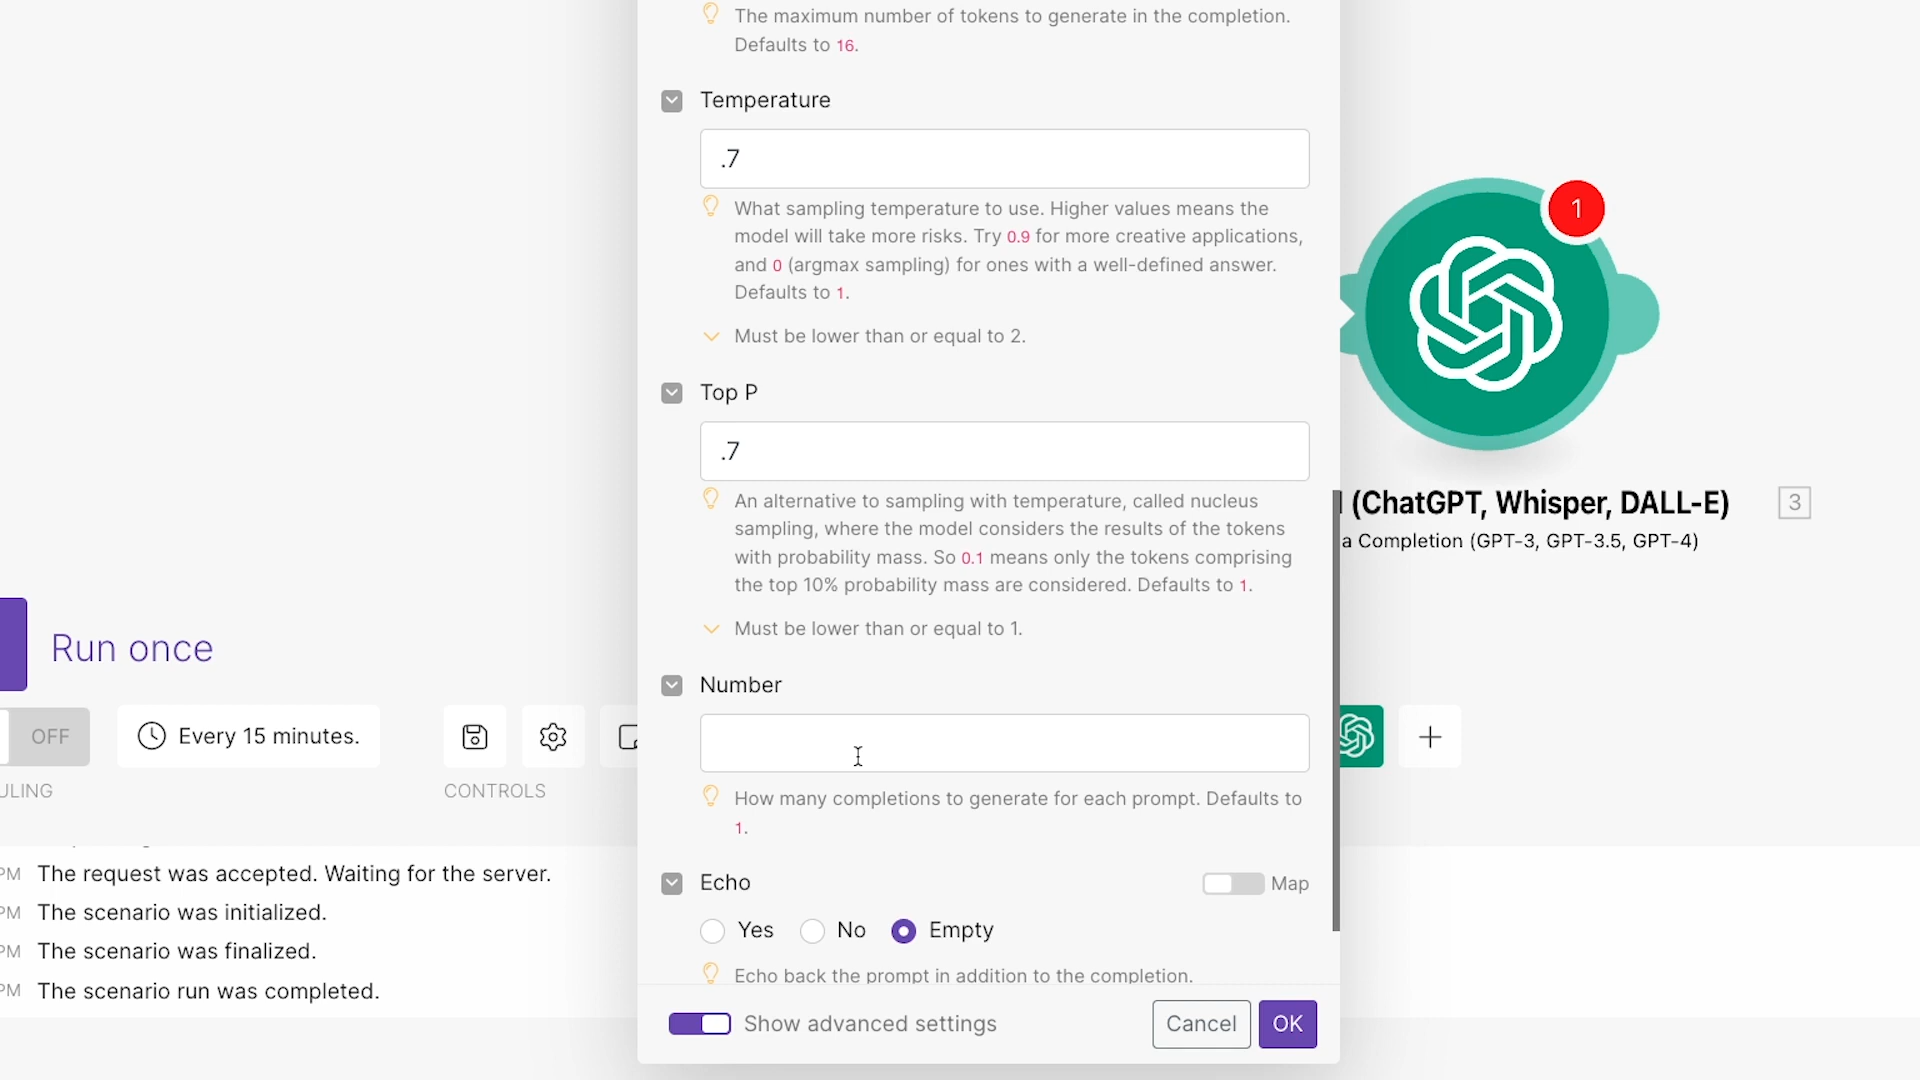 The maximum number of tokens to generate in the completion.
Defaults to 16.
Temperature
.7
What sampling temperature to use. Higher values means the
model will take more risks. Try 0.9 for more creative applications,
and 0 (argmax sampling) for ones with a well-defined answer.
Defaults to 1.
Must be lower than or equal to 2.
Top P
.7
An alternative to sampling with temperature, called nucleus
sampling, where the model considers the results of the tokens
with probability mass. So 0.1 means only the tokens comprising
the top 10% probability mass are considered. Defaults to 1.
Must be lower than or equal to 1.
Number
How many completions to generate for each prompt. Defaults to
1.
Echo
Map
Yes No Empty
Echo back the prompt in addition to the completion.
Show advanced settings
Cancel OK
1
(ChatGPT, Whisper, DALL-E) 3
a Completion (GPT-3, GPT-3.5, GPT-4)
Run once
OFF Every 15 minutes.
ULING CONTROLS
PM The request was accepted. Waiting for the server.
PM The scenario was initialized.
PM The scenario was finalized.
PM The scenario run was completed.